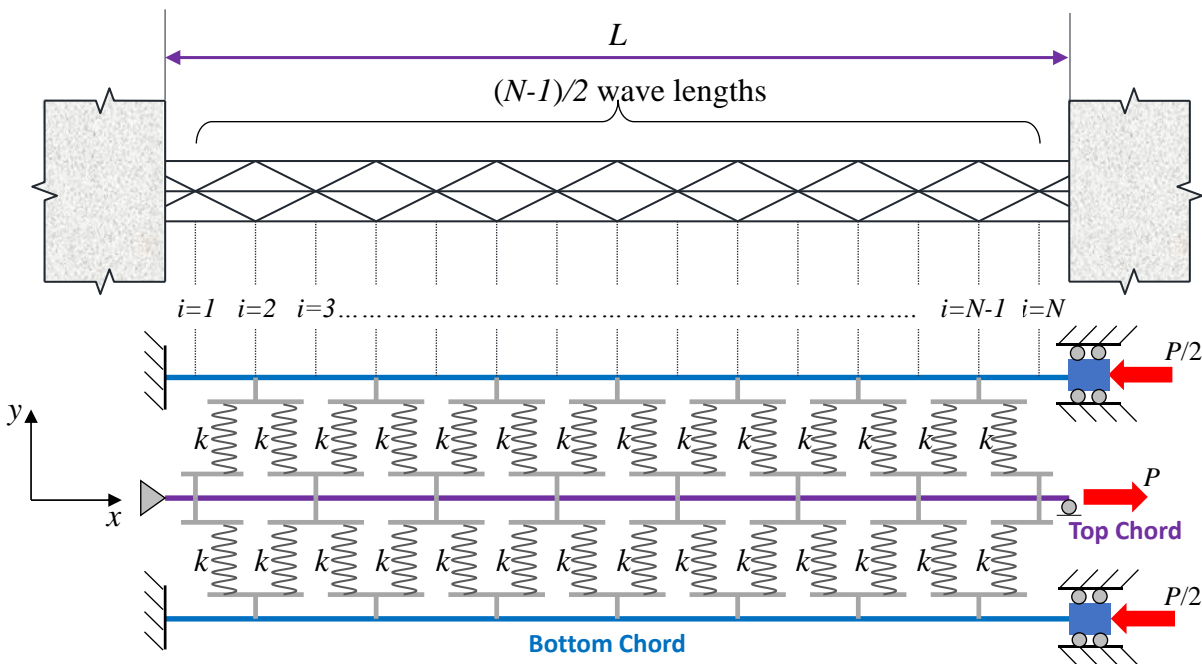 L
(N-1)/2 wave lengths
i=1 i=2 i=3……………………………………………………. i=N-1 i=N
P/2
y
k k k k k k k k k k k k k k
x
P
Top Chord
k k k k k k k k k k k k k k
P/2
Bottom Chord